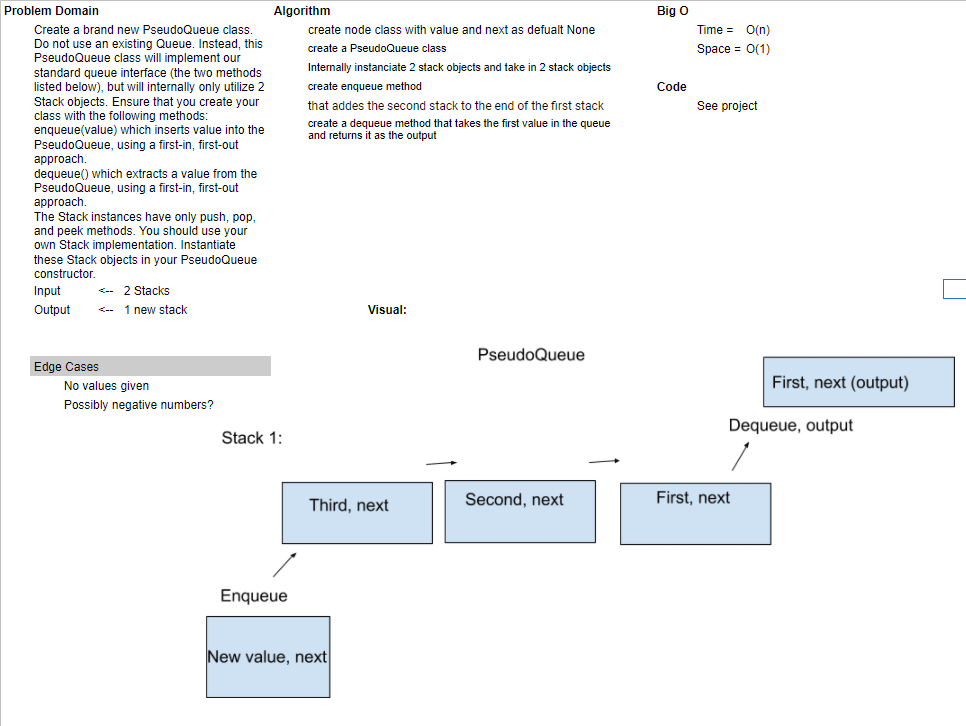 Problem Domain
Create a brand new PseudoQueue class.
Do not use an existing Queue. Instead, this
PseudoQueue class will implement our
standard queue interface (the two methods
listed below), but will internally only utilize 2
Stack objects. Ensure that you create your
class with the following methods:
enqueue(value) which inserts value into the
PseudoQueue, using a first-in, first-out
approach.
dequeue() which extracts a value from the
PseudoQueue, using a first-in, first-out
approach.
The Stack instances have only push, pop,
and peek methods. You should use your
own Stack implementation. Instantiate
these Stack objects in your PseudoQueue
constructor.
Input <-- 2 Stacks
Output <-- 1 new stack
Edge Cases
No values given
Possibly negative numbers?
Algorithm
create node class with value and next as defualt None
create a PseudoQueue class
Internally instanciate 2 stack objects and take in 2 stack objects
create enqueue method
that addes the second stack to the end of the first stack
create a dequeue method that takes the first value in the queue
and returns it as the output
Big O
Time = O(n)
Space = O(1)
Code
See project
Visual:
PseudoQueue
First, next (output)
Dequeue, output
Stack 1:
Third, next
Second, next
First, next
Enqueue
New value, next